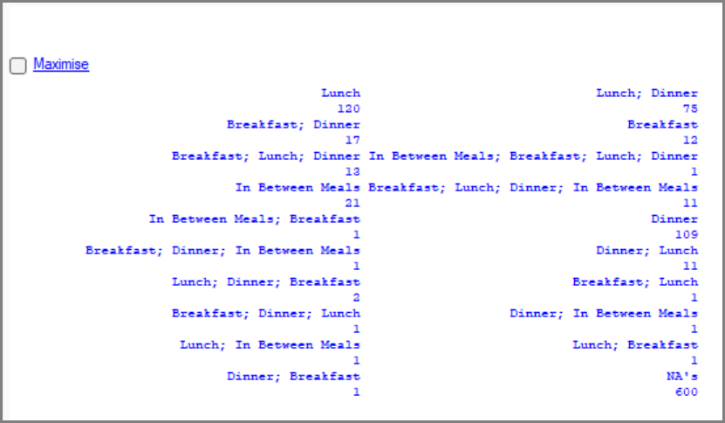 Maximise
Lunch Lunch; Dinner
120 75
Breakfast; Dinner Breakfast
17 12
Breakfast; Lunch; Dinner In Between Meals; Breakfast; Lunch; Dinner
13 1
In Between Meals Breakfast; Lunch; Dinner; In Between Meals
21 11
In Between Meals; Breakfast Dinner
1 109
Breakfast; Dinner; In Between Meals Dinner; Lunch
1 11
Lunch; Dinner; Breakfast Breakfast; Lunch
2 1
Breakfast; Dinner; Lunch Dinner; In Between Meals
1 1
Lunch; In Between Meals Lunch; Breakfast
1 1
Dinner; Breakfast NA's
1 600